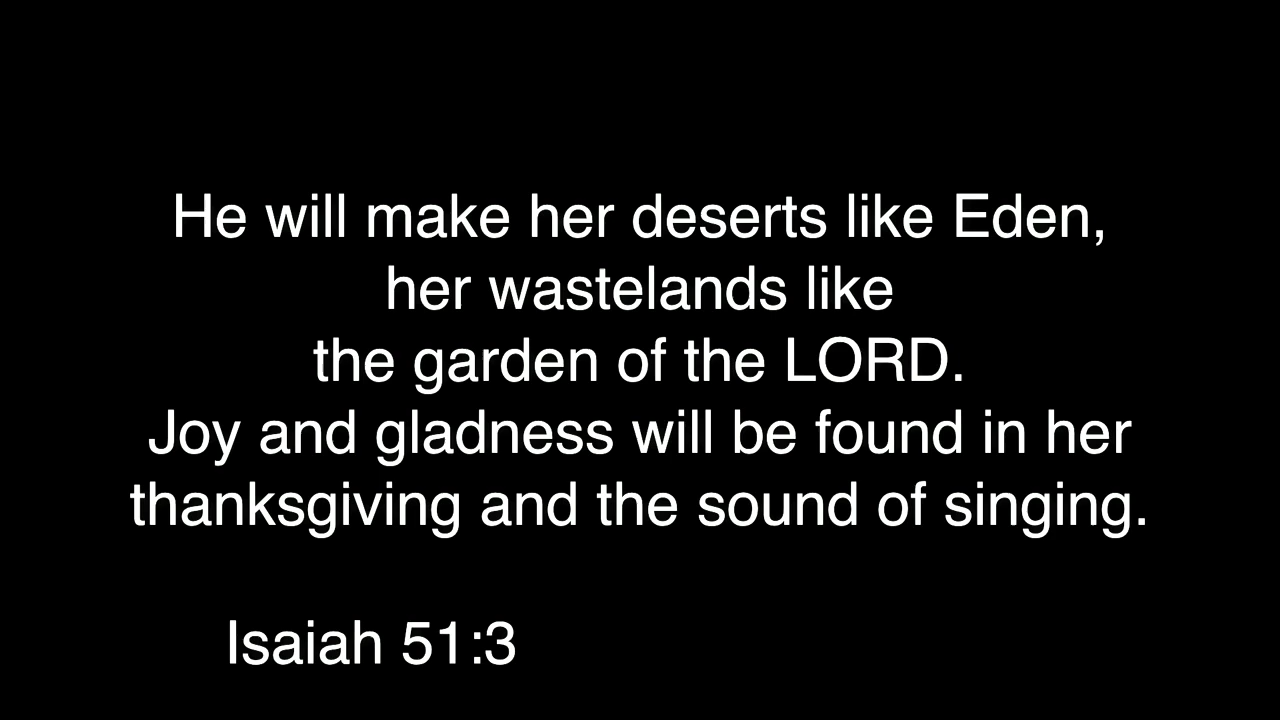 He will make her deserts like Eden,
her wastelands like
the garden of the LORD.
Joy and gladness will be found in her
thanksgiving and the sound of singing.
Isaiah 51:3